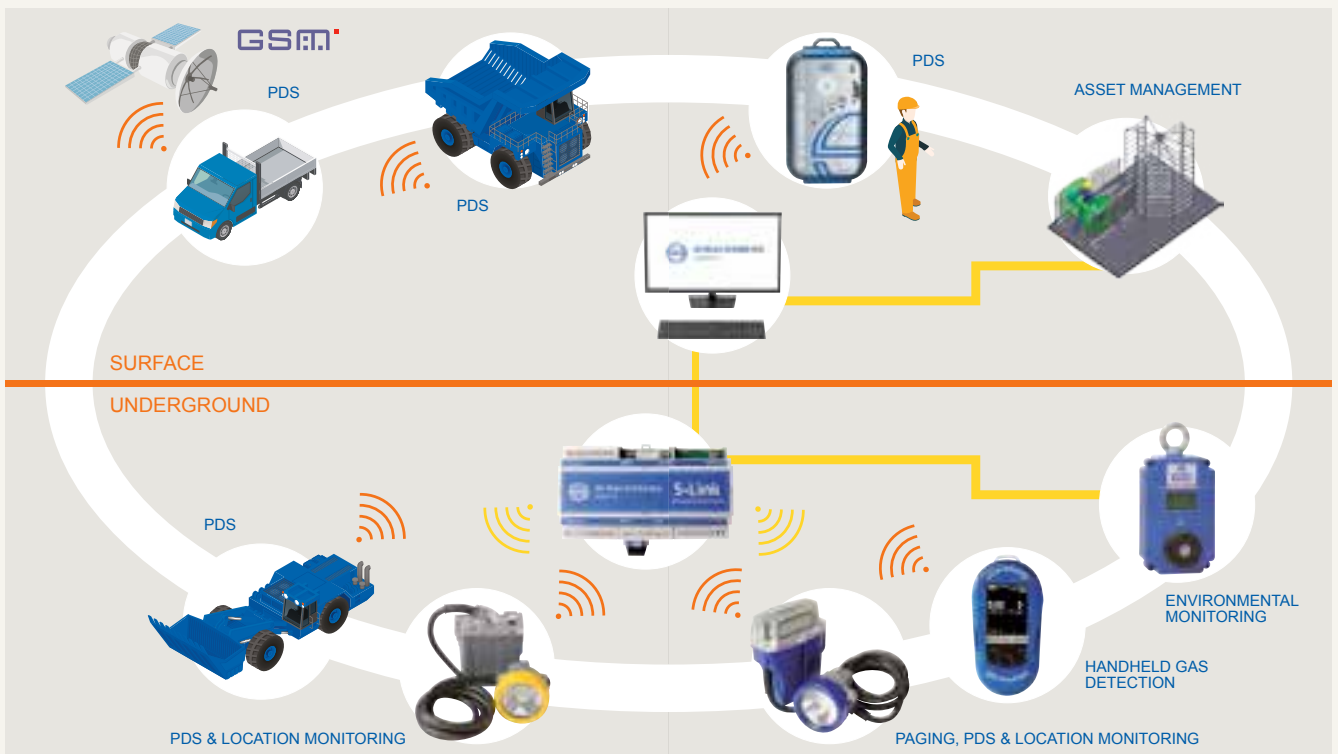 GSM
PDS
PDS
PDS
ASSET MANAGEMENT
SURFACE
UNDERGROUND
S-Link
PDS
ENVIRONMENTAL
MONITORING
HANDHELD GAS
DETECTION
PDS & LOCATION MONITORING
PAGING, PDS & LOCATION MONITORING